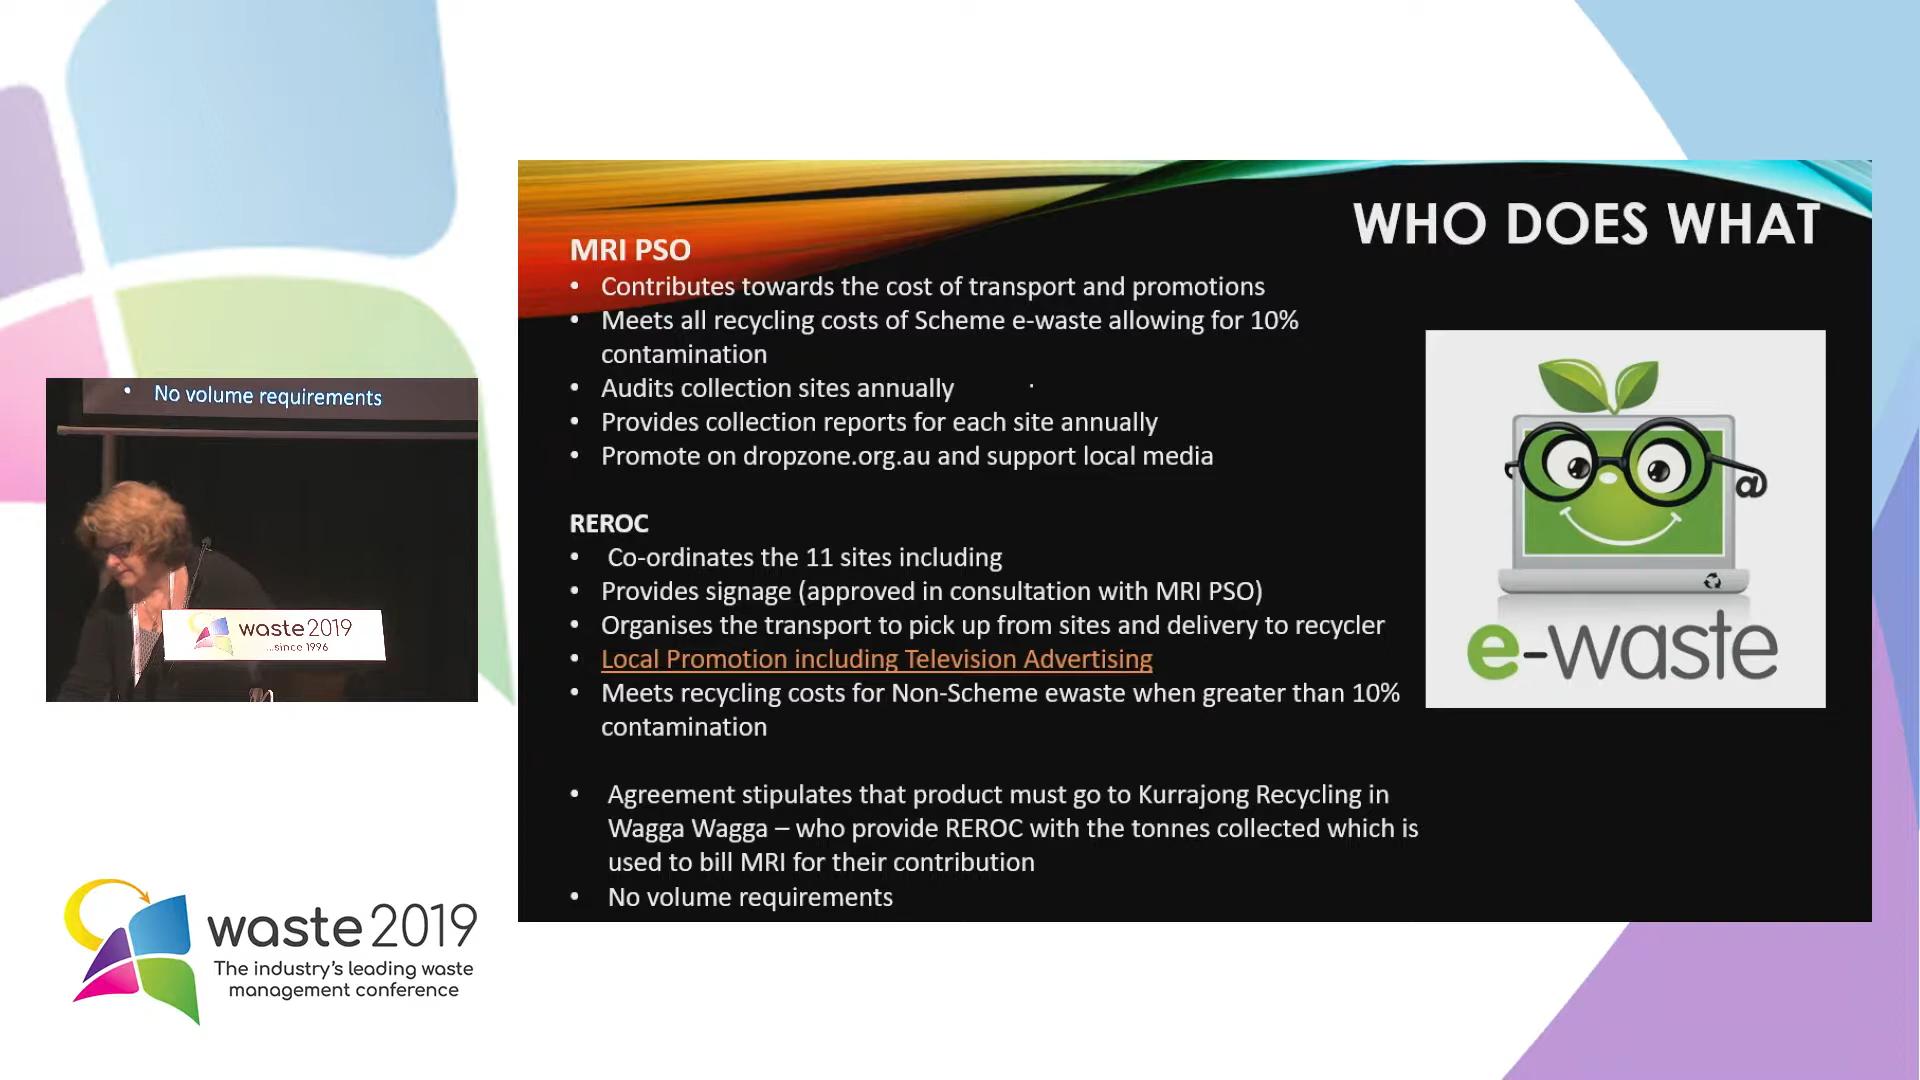 WHO DOES WHAT
MRI PSO
• Contributes towards the cost of transport and promotions
• Meets all recycling costs of Scheme e-waste allowing for 10%
contamination
• Audits collection sites annually
• Provides collection reports for each site annually
• Promote on dropzone.org.au and support local media
REROC
• Co-ordinates the 11 sites including
• Provides signage (approved in consultation with MRI PSO)
• Organises the transport to pick up from sites and delivery to recycler
• Local Promotion including Television Advertising
• Meets recycling costs for Non-Scheme ewaste when greater than 10%
contamination
• Agreement stipulates that product must go to Kurrajong Recycling in
Wagga Wagga – who provide REROC with the tonnes collected which is
used to bill MRI for their contribution
• No volume requirements
@
e-waste
• No volume requirements
waste2019
...since 1996
waste2019
The industry's leading waste
management conference